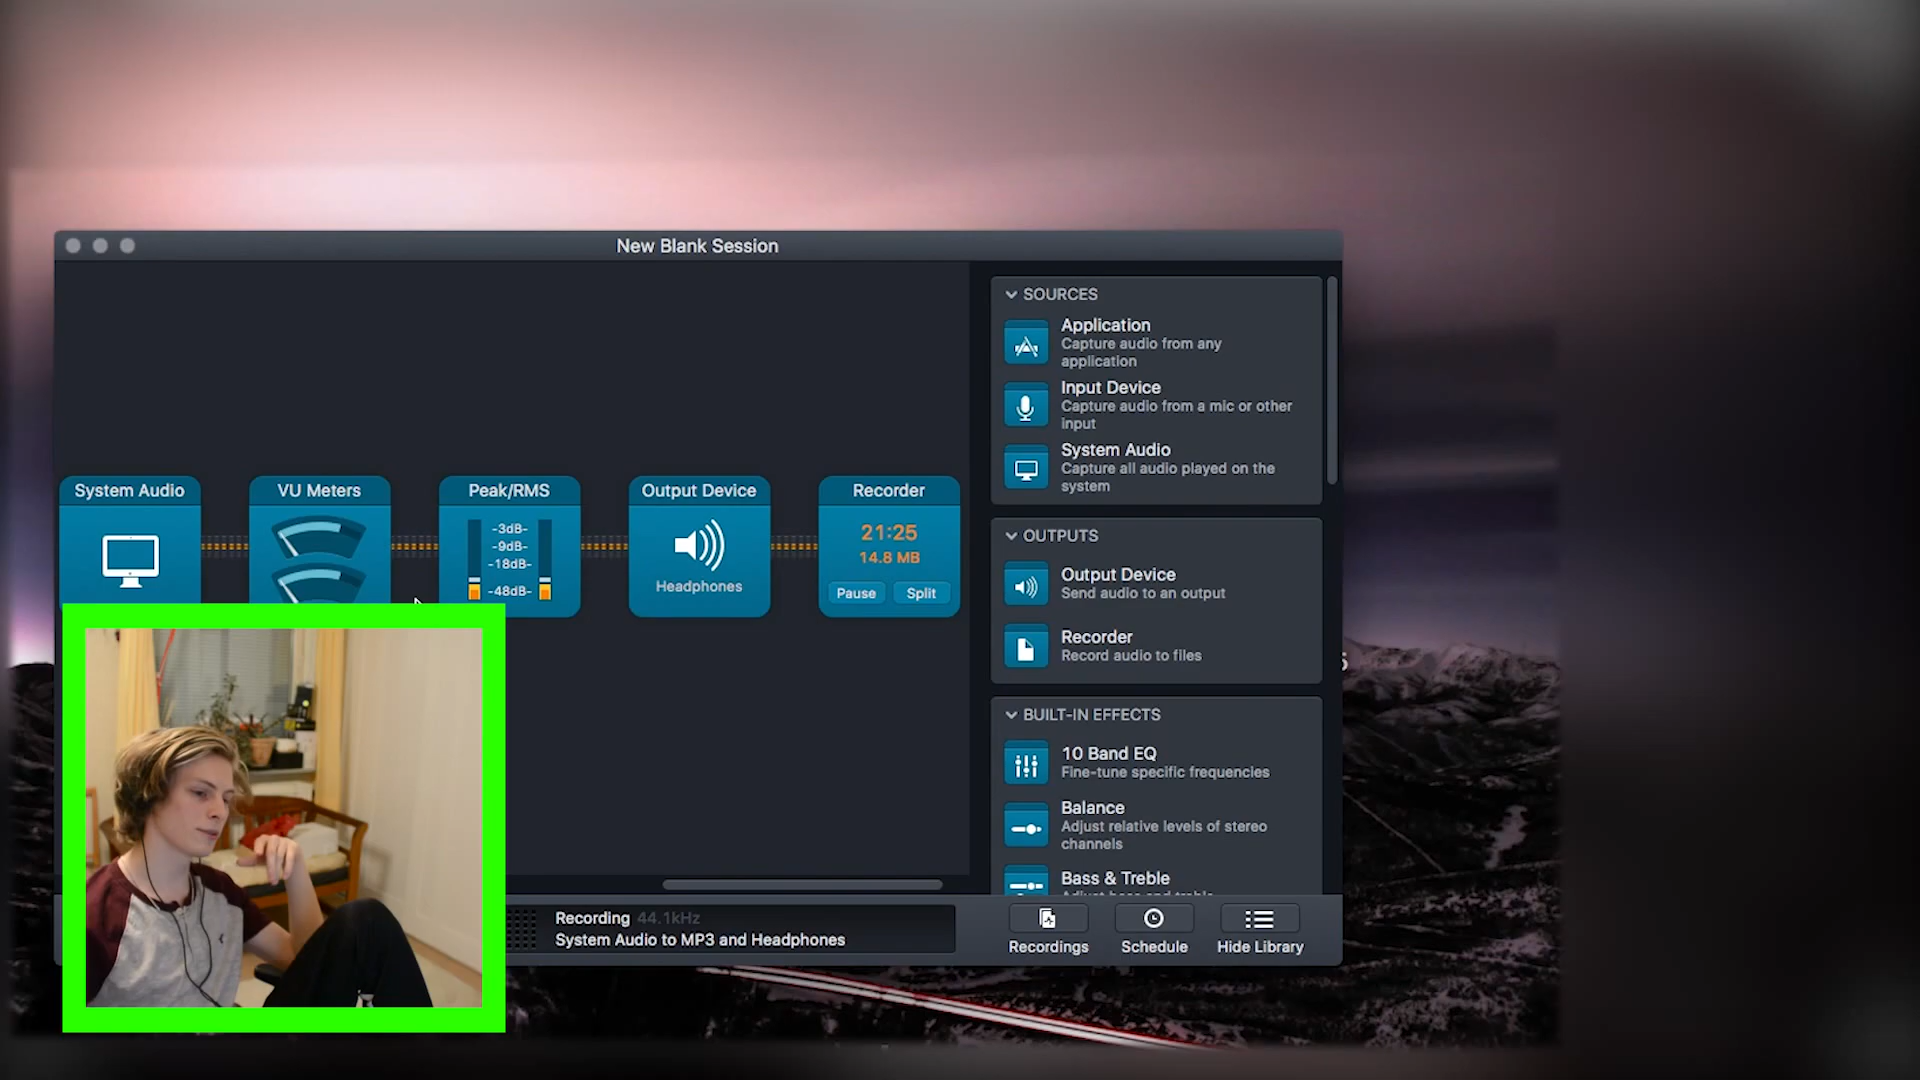 New Blank Session
System Audio
VU Meters
Peak/RMS
-3dB-
-9dB-
-18dB-
-48dB-
Output Device
Headphones
Recorder
21:25
14.8 MB
Pause
Split
SOURCES
Application
Capture audio from any
application
Input Device
Capture audio from a mic or other
input
System Audio
Capture all audio played on the
system
OUTPUTS
Output Device
Send audio to an output
Recorder
Record audio to files
BUILT-IN EFFECTS
10 Band EQ
Fine-tune specific frequencies
Balance
Adjust relative levels of stereo
channels
Bass & Treble
Recording 44.1kHz
System Audio to MP3 and Headphones
Recordings
Schedule
Hide Library